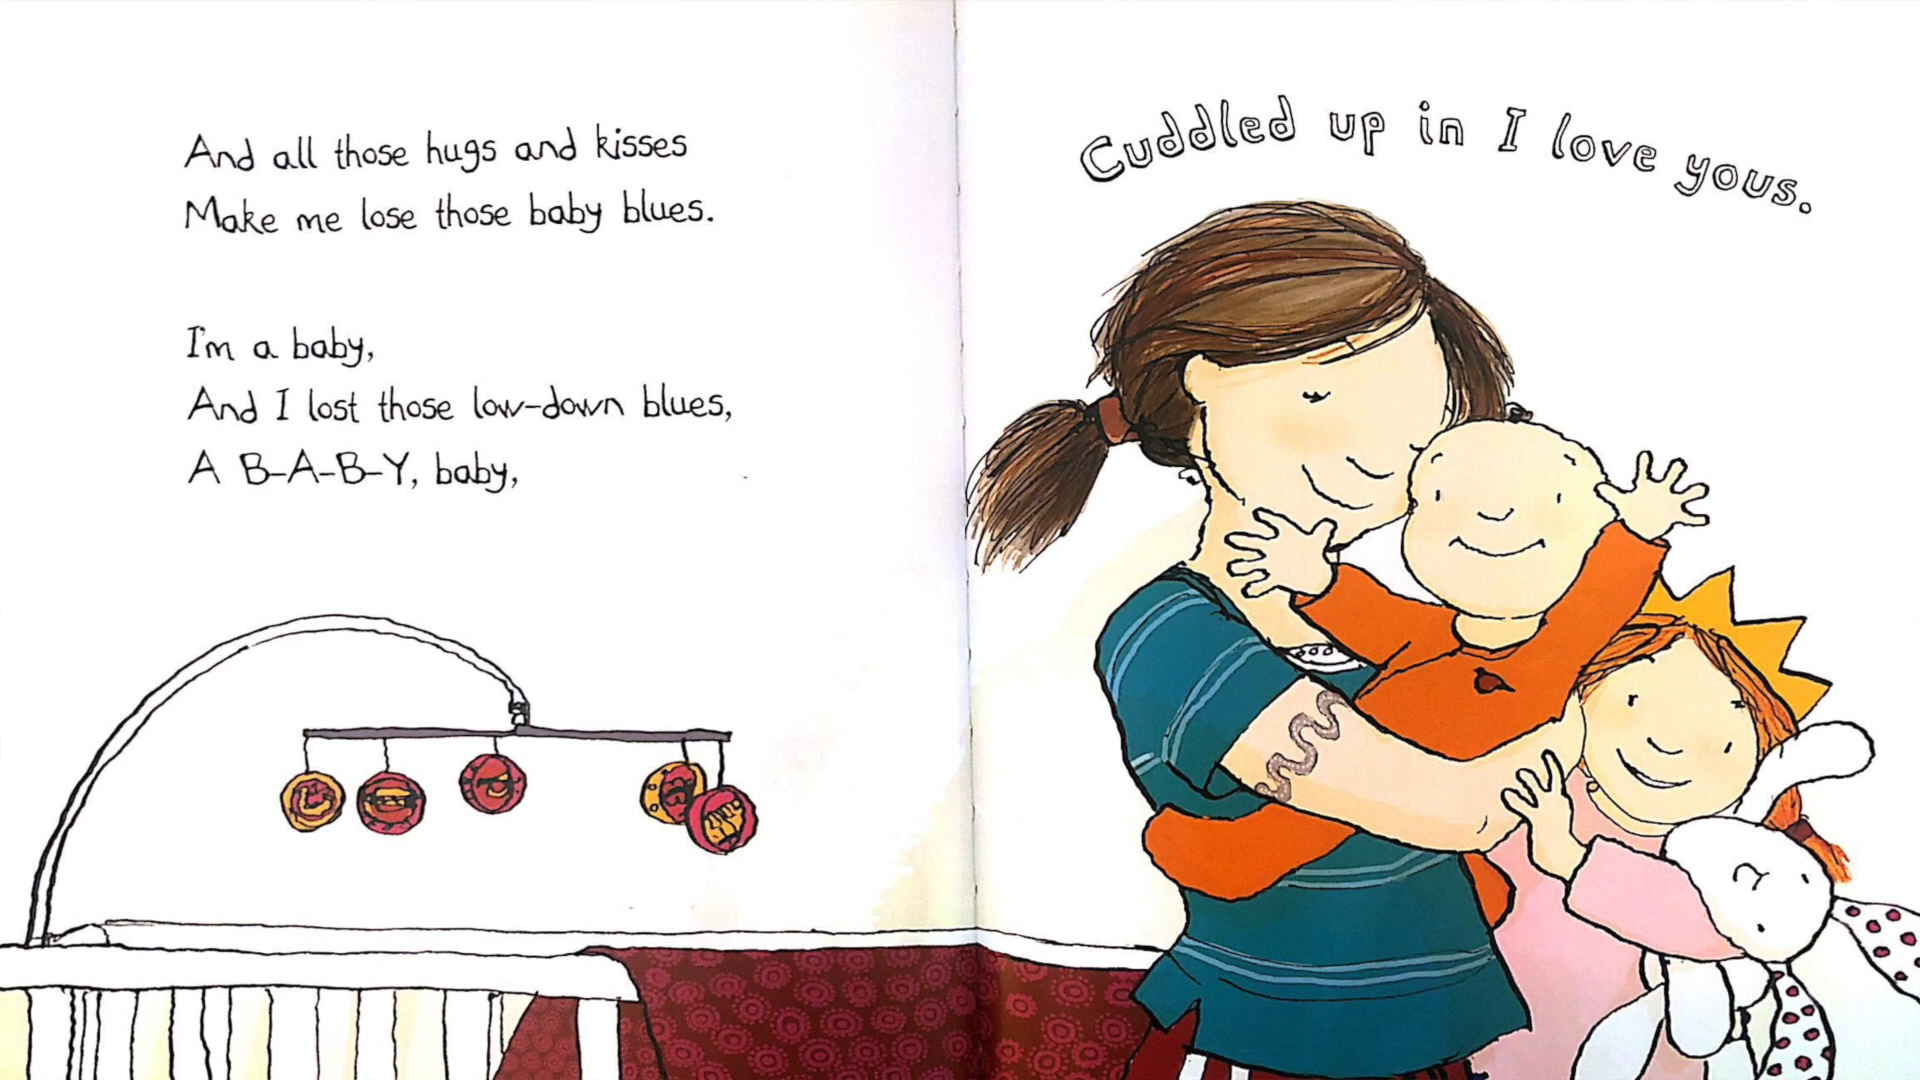 And all those hugs and kisses
Make me lose those baby blues.
I'm a baby,
And I lost those low-down blues,
A B-A-B-Y, baby,
Cuddled up in I love yous.